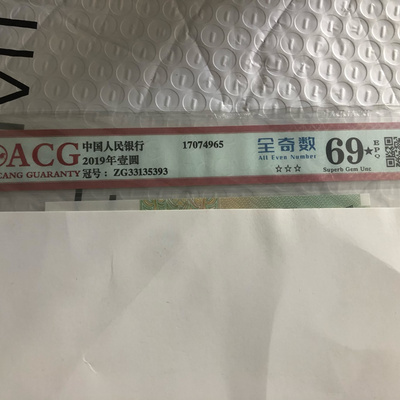 ACG
CANG GUARANTY
中国人民银行 17074965
2019年壹圆
冠号: ZG33135393
全奇数
All Even Number
☆☆☆
69★
EPQ
Superb Gem Unc